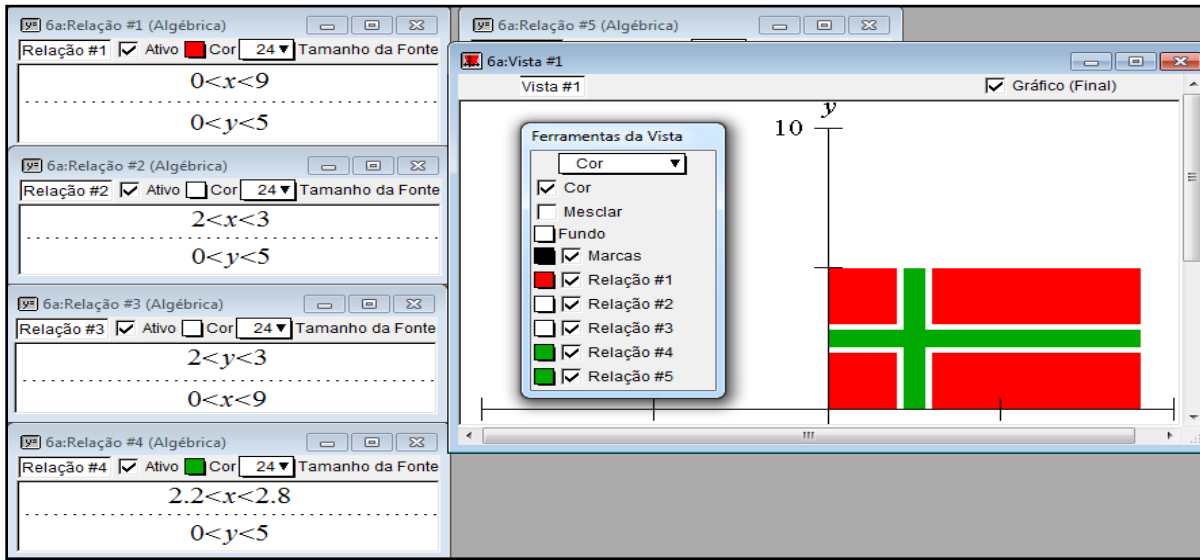 6a:Relação #1 (Algébrica)
Relação #1 Ativo Cor 24 Tamanho da Fonte
0<x<9
0<y<5
6a:Relação #2 (Algébrica)
Relação #2 Ativo Cor 24 Tamanho da Fonte
2<x<3
0<y<5
6a:Relação #3 (Algébrica)
Relação #3 Ativo Cor 24 Tamanho da Fonte
2<y<3
0<x<9
6a:Relação #4 (Algébrica)
Relação #4 Ativo Cor 24 Tamanho da Fonte
2.2<x<2.8
0<y<5
6a:Relação #5 (Algébrica)
6a:Vista #1
Vista #1 Gráfico (Final)
y
10
Ferramentas da Vista
Cor
Cor
Mesclar
Fundo
Marcas
Relação #1
Relação #2
Relação #3
Relação #4
Relação #5